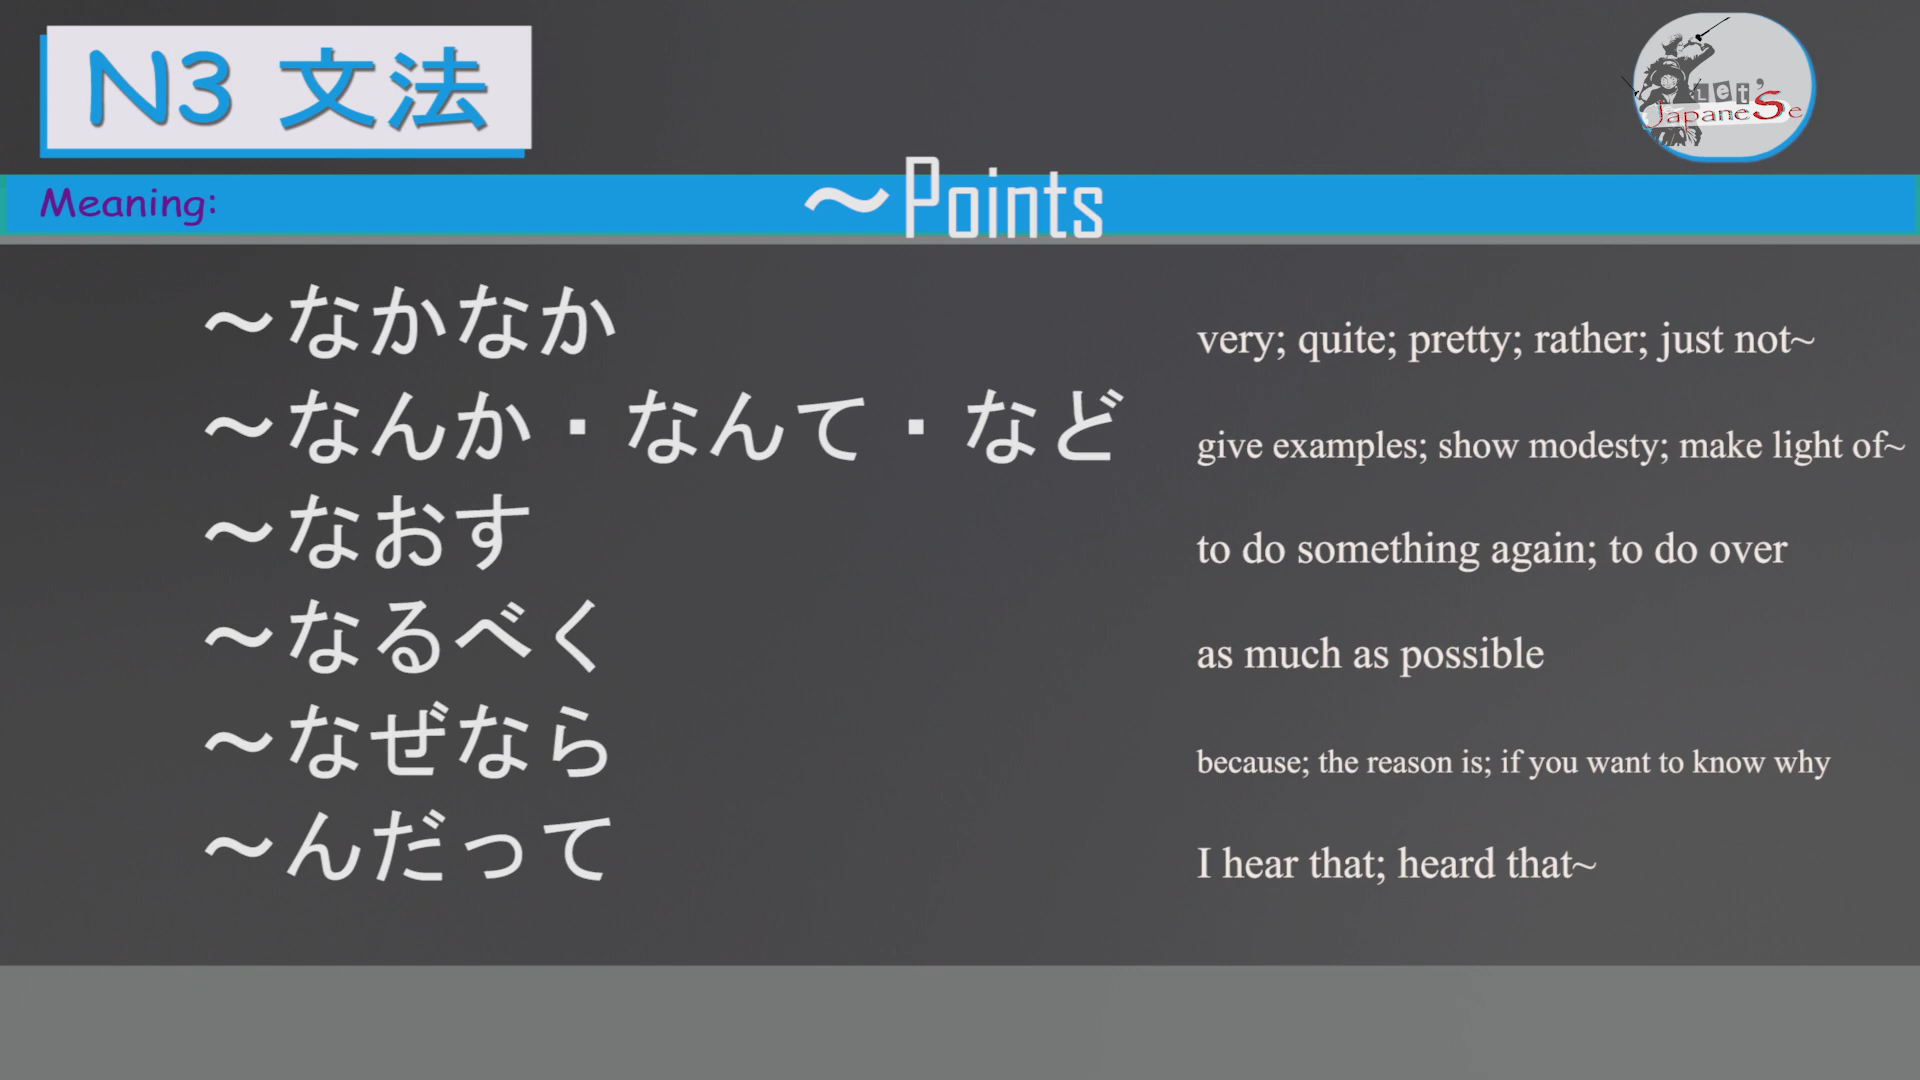 N3 文法
Let's
JapaneSe
Meaning:
～Points
～なかなか
very; quite; pretty; rather; just not~
～なんか・なんて・など
give examples; show modesty; make light of~
～なおす
to do something again; to do over
～なるべく
as much as possible
～なぜなら
because; the reason is; if you want to know why
～んだって
I hear that; heard that~